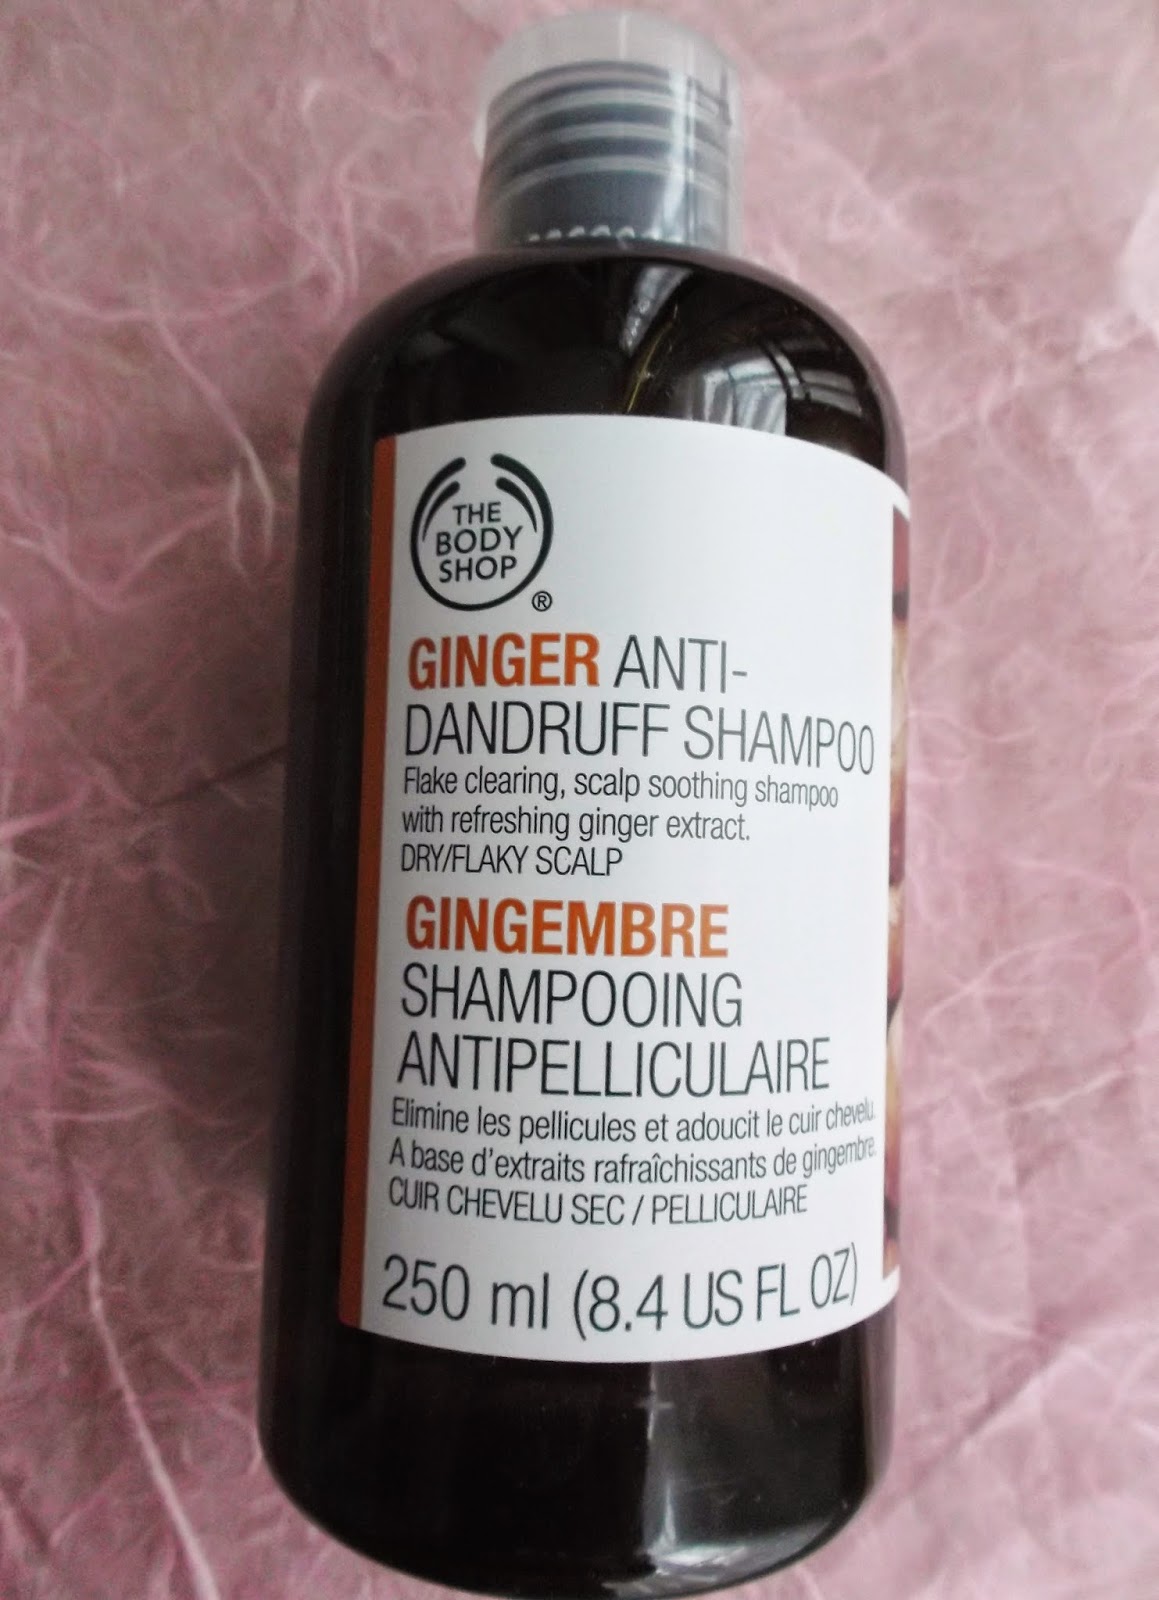 THE
BODY
SHOP
®
GINGER ANTI-
DANDRUFF SHAMPOO
Flake clearing, scalp soothing shampoo
with refreshing ginger extract.
DRY/FLAKY SCALP
GINGEMBRE
SHAMPOOING
ANTIPELLICULAIRE
Elimine les pellicules et adoucit le cuir chevelu.
A base d'extraits rafraîchissants de gingembre.
CUIR CHEVELU SEC / PELLICULAIRE
250 ml (8.4 US FL OZ)